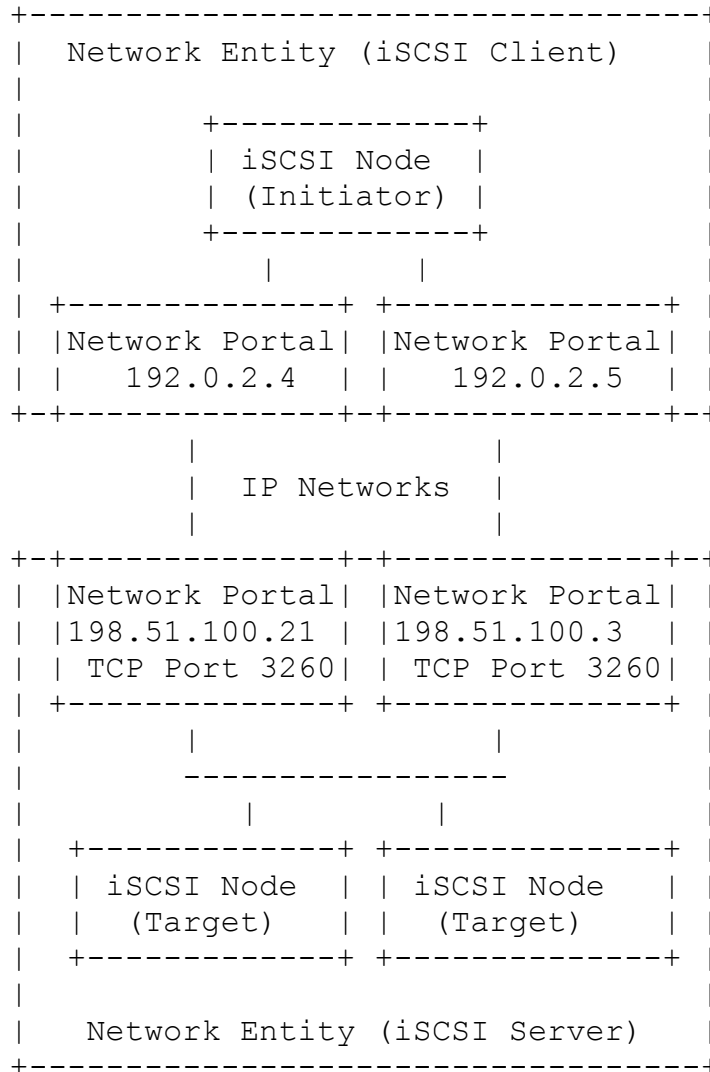 Network Entity (iSCSI Client)
iSCSI Node
(Initiator)
Network Portal Network Portal
192.0.2.4 192.0.2.5
IP Networks
Network Portal Network Portal
198.51.100.21 198.51.100.3
TCP Port 3260 TCP Port 3260
iSCSI Node iSCSI Node
(Target) (Target)
Network Entity (iSCSI Server)